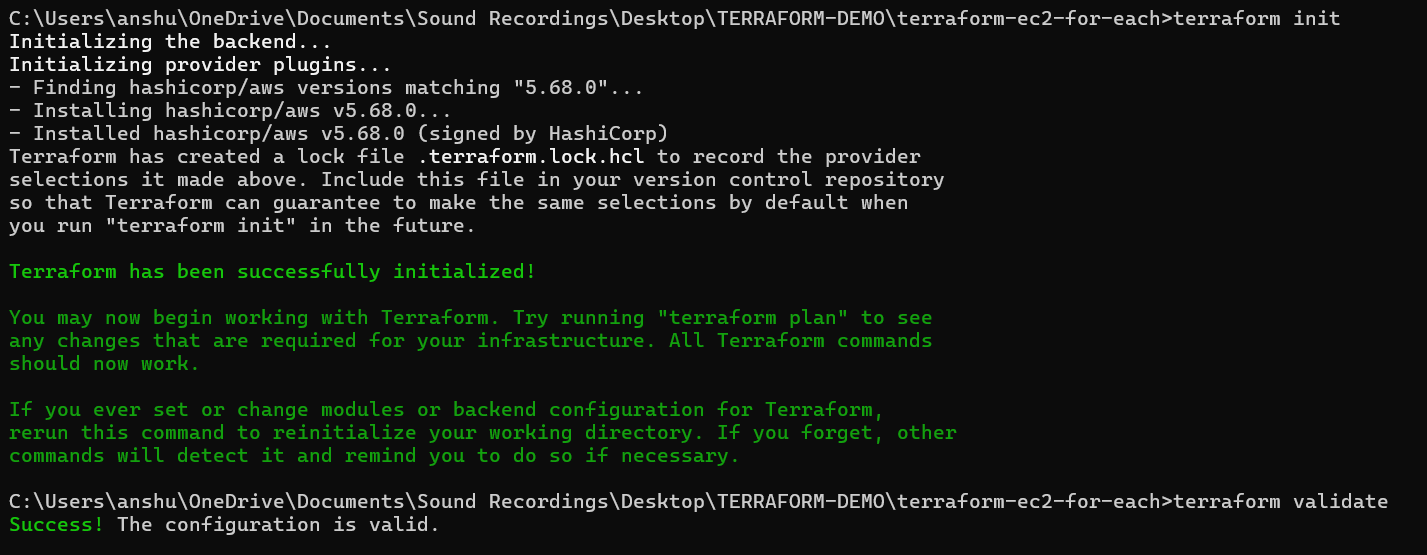 C:\Users\anshu\OneDrive\Documents\Sound Recordings\Desktop\TERRAFORM-DEMO\terraform-ec2-for-each>terraform init
Initializing the backend...
Initializing provider plugins...
- Finding hashicorp/aws versions matching "5.68.0"...
- Installing hashicorp/aws v5.68.0...
- Installed hashicorp/aws v5.68.0 (signed by HashiCorp)
Terraform has created a lock file .terraform.lock.hcl to record the provider
selections it made above. Include this file in your version control repository
so that Terraform can guarantee to make the same selections by default when
you run "terraform init" in the future.
Terraform has been successfully initialized!
You may now begin working with Terraform. Try running "terraform plan" to see
any changes that are required for your infrastructure. All Terraform commands
should now work.
If you ever set or change modules or backend configuration for Terraform,
rerun this command to reinitialize your working directory. If you forget, other
commands will detect it and remind you to do so if necessary.
C:\Users\anshu\OneDrive\Documents\Sound Recordings\Desktop\TERRAFORM-DEMO\terraform-ec2-for-each>terraform validate
Success! The configuration is valid.